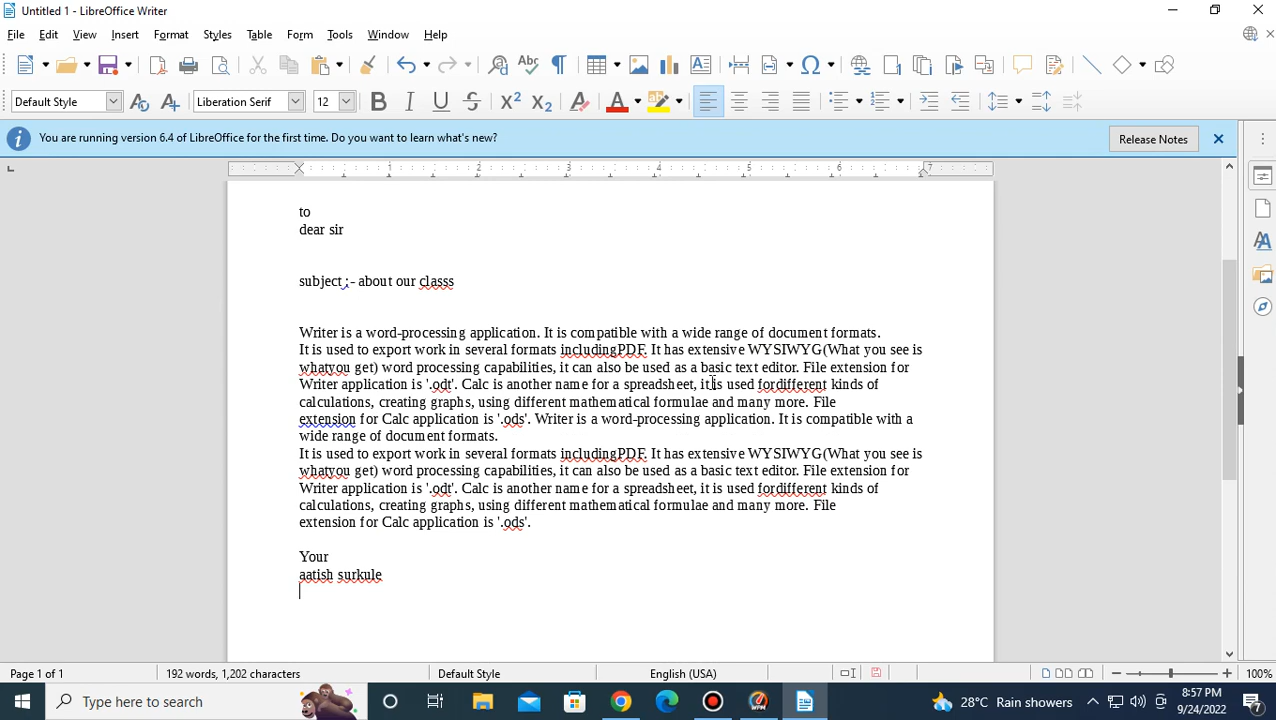 Untitled 1 - LibreOffice Writer
File Edit View Insert Format Styles Table Form Tools Window Help
Default Style Liberation Serif 12
You are running version 6.4 of LibreOffice for the first time. Do you want to learn what's new? Release Notes
1 2 3 4 5 6 7
to
dear sir
subject :- about our classs
Writer is a word-processing application. It is compatible with a wide range of document formats.
It is used to export work in several formats includingPDF. It has extensive WYSIWYG(What you see is
whatyou get) word processing capabilities, it can also be used as a basic text editor. File extension for
Writer application is '.odt'. Calc is another name for a spreadsheet, it is used fordifferent kinds of
calculations, creating graphs, using different mathematical formulae and many more. File
extension for Calc application is '.ods'. Writer is a word-processing application. It is compatible with a
wide range of document formats.
It is used to export work in several formats includingPDF. It has extensive WYSIWYG(What you see is
whatyou get) word processing capabilities, it can also be used as a basic text editor. File extension for
Writer application is '.odt'. Calc is another name for a spreadsheet, it is used fordifferent kinds of
calculations, creating graphs, using different mathematical formulae and many more. File
extension for Calc application is '.ods'.
Your
aatish surkule
Page 1 of 1 192 words, 1,202 characters Default Style English (USA) 100%
Type here to search 28°C Rain showers 8:57 PM
9/24/2022 7